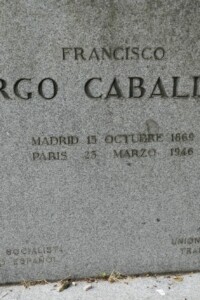 FRANCISCO
RGO CABALL
MADRID 15 OCTUBRE 1869
PARIS 23 MARZO 1946
SOCIALISTA
O ESPAÑOL
UNION
TRA